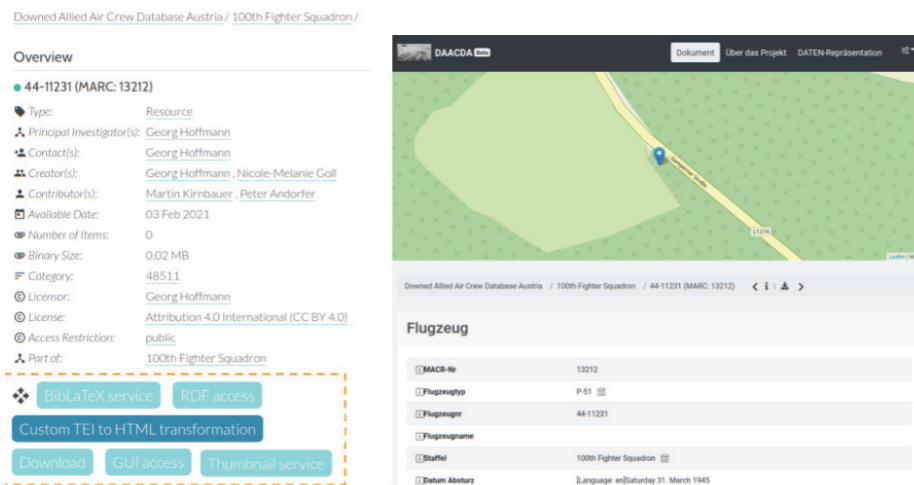 Downed Allied Air Crew Database Austria / 100th Fighter Squadron /
Overview
44-11231 (MARC: 13212)
Type: Resource
Principal Investigator(s): Georg Hoffmann
Contact(s): Georg Hoffmann
Creator(s): Georg Hoffmann , Nicole-Melanie Goll
Contributor(s): Martin Kirnbauer , Peter Andorfer
Available Date: 03 Feb 2021
Number of Items: 0
Binary Size: 0.02 MB
Category: 48511
Licensor: Georg Hoffmann
License: Attribution 4.0 International (CC BY 4.0)
Access Restriction: public
Part of: 100th Fighter Squadron
BibLaTeX service RDF access
Custom TEI to HTML transformation
Download GUI access Thumbnail service
DAACDA Beta Dokument Über das Projekt DATEN-Repräsentation
L1274
Leaflet
Downed Allied Air Crew Database Austria / 100th Fighter Squadron / 44-11231 (MARC: 13212)
Flugzeug
MACR-Nr 13212
Flugzeugtyp P-51
Flugzeugnr 44-11231
Flugzeugname
Staffel 100th Fighter Squadron
Datum Absturz [Language: en]Saturday 31. March 1945